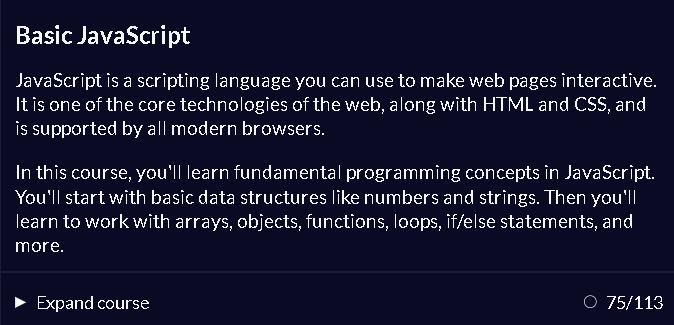 Basic JavaScript
JavaScript is a scripting language you can use to make web pages interactive.
It is one of the core technologies of the web, along with HTML and CSS, and
is supported by all modern browsers.
In this course, you'll learn fundamental programming concepts in JavaScript.
You'll start with basic data structures like numbers and strings. Then you'll
learn to work with arrays, objects, functions, loops, if/else statements, and
more.
Expand course
75/113